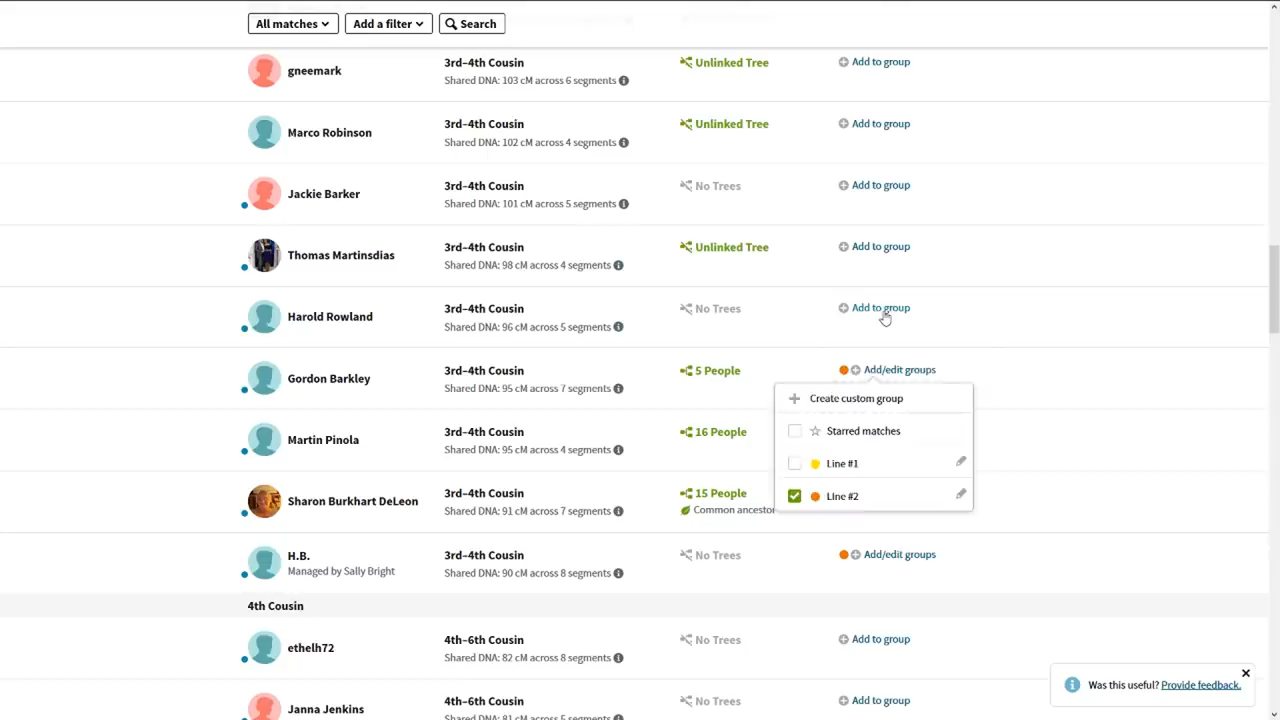 All matches
Add a filter
Search
gneemark
3rd–4th Cousin
Shared DNA: 103 cM across 6 segments
Unlinked Tree
Add to group
Marco Robinson
3rd–4th Cousin
Shared DNA: 102 cM across 4 segments
Unlinked Tree
Add to group
Jackie Barker
3rd–4th Cousin
Shared DNA: 101 cM across 5 segments
No Trees
Add to group
Thomas Martinsdias
3rd–4th Cousin
Shared DNA: 98 cM across 4 segments
Unlinked Tree
Add to group
Harold Rowland
3rd–4th Cousin
Shared DNA: 96 cM across 5 segments
No Trees
Add to group
Gordon Barkley
3rd–4th Cousin
Shared DNA: 95 cM across 7 segments
5 People
Add/edit groups
Create custom group
Starred matches
Line #1
LIne #2
Martin Pinola
3rd–4th Cousin
Shared DNA: 95 cM across 4 segments
16 People
Sharon Burkhart DeLeon
3rd–4th Cousin
Shared DNA: 91 cM across 7 segments
15 People
Common ancestor
H.B.
Managed by Sally Bright
3rd–4th Cousin
Shared DNA: 90 cM across 8 segments
No Trees
Add/edit groups
4th Cousin
ethelh72
4th–6th Cousin
Shared DNA: 82 cM across 8 segments
No Trees
Add to group
Janna Jenkins
4th–6th Cousin
Shared DNA: 81 cM across 5 segments
No Trees
Add to group
Was this useful? Provide feedback.